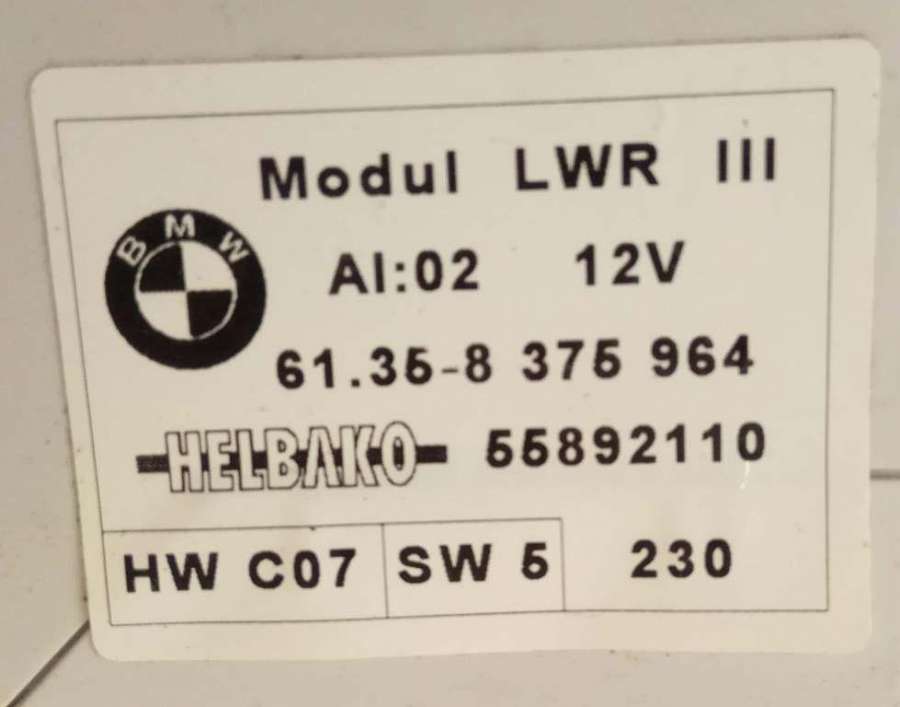 Modul LWR III
BMW
AI:02 12V
61.35-8 375 964
HELBAKO 55892110
HW C07 SW 5 230